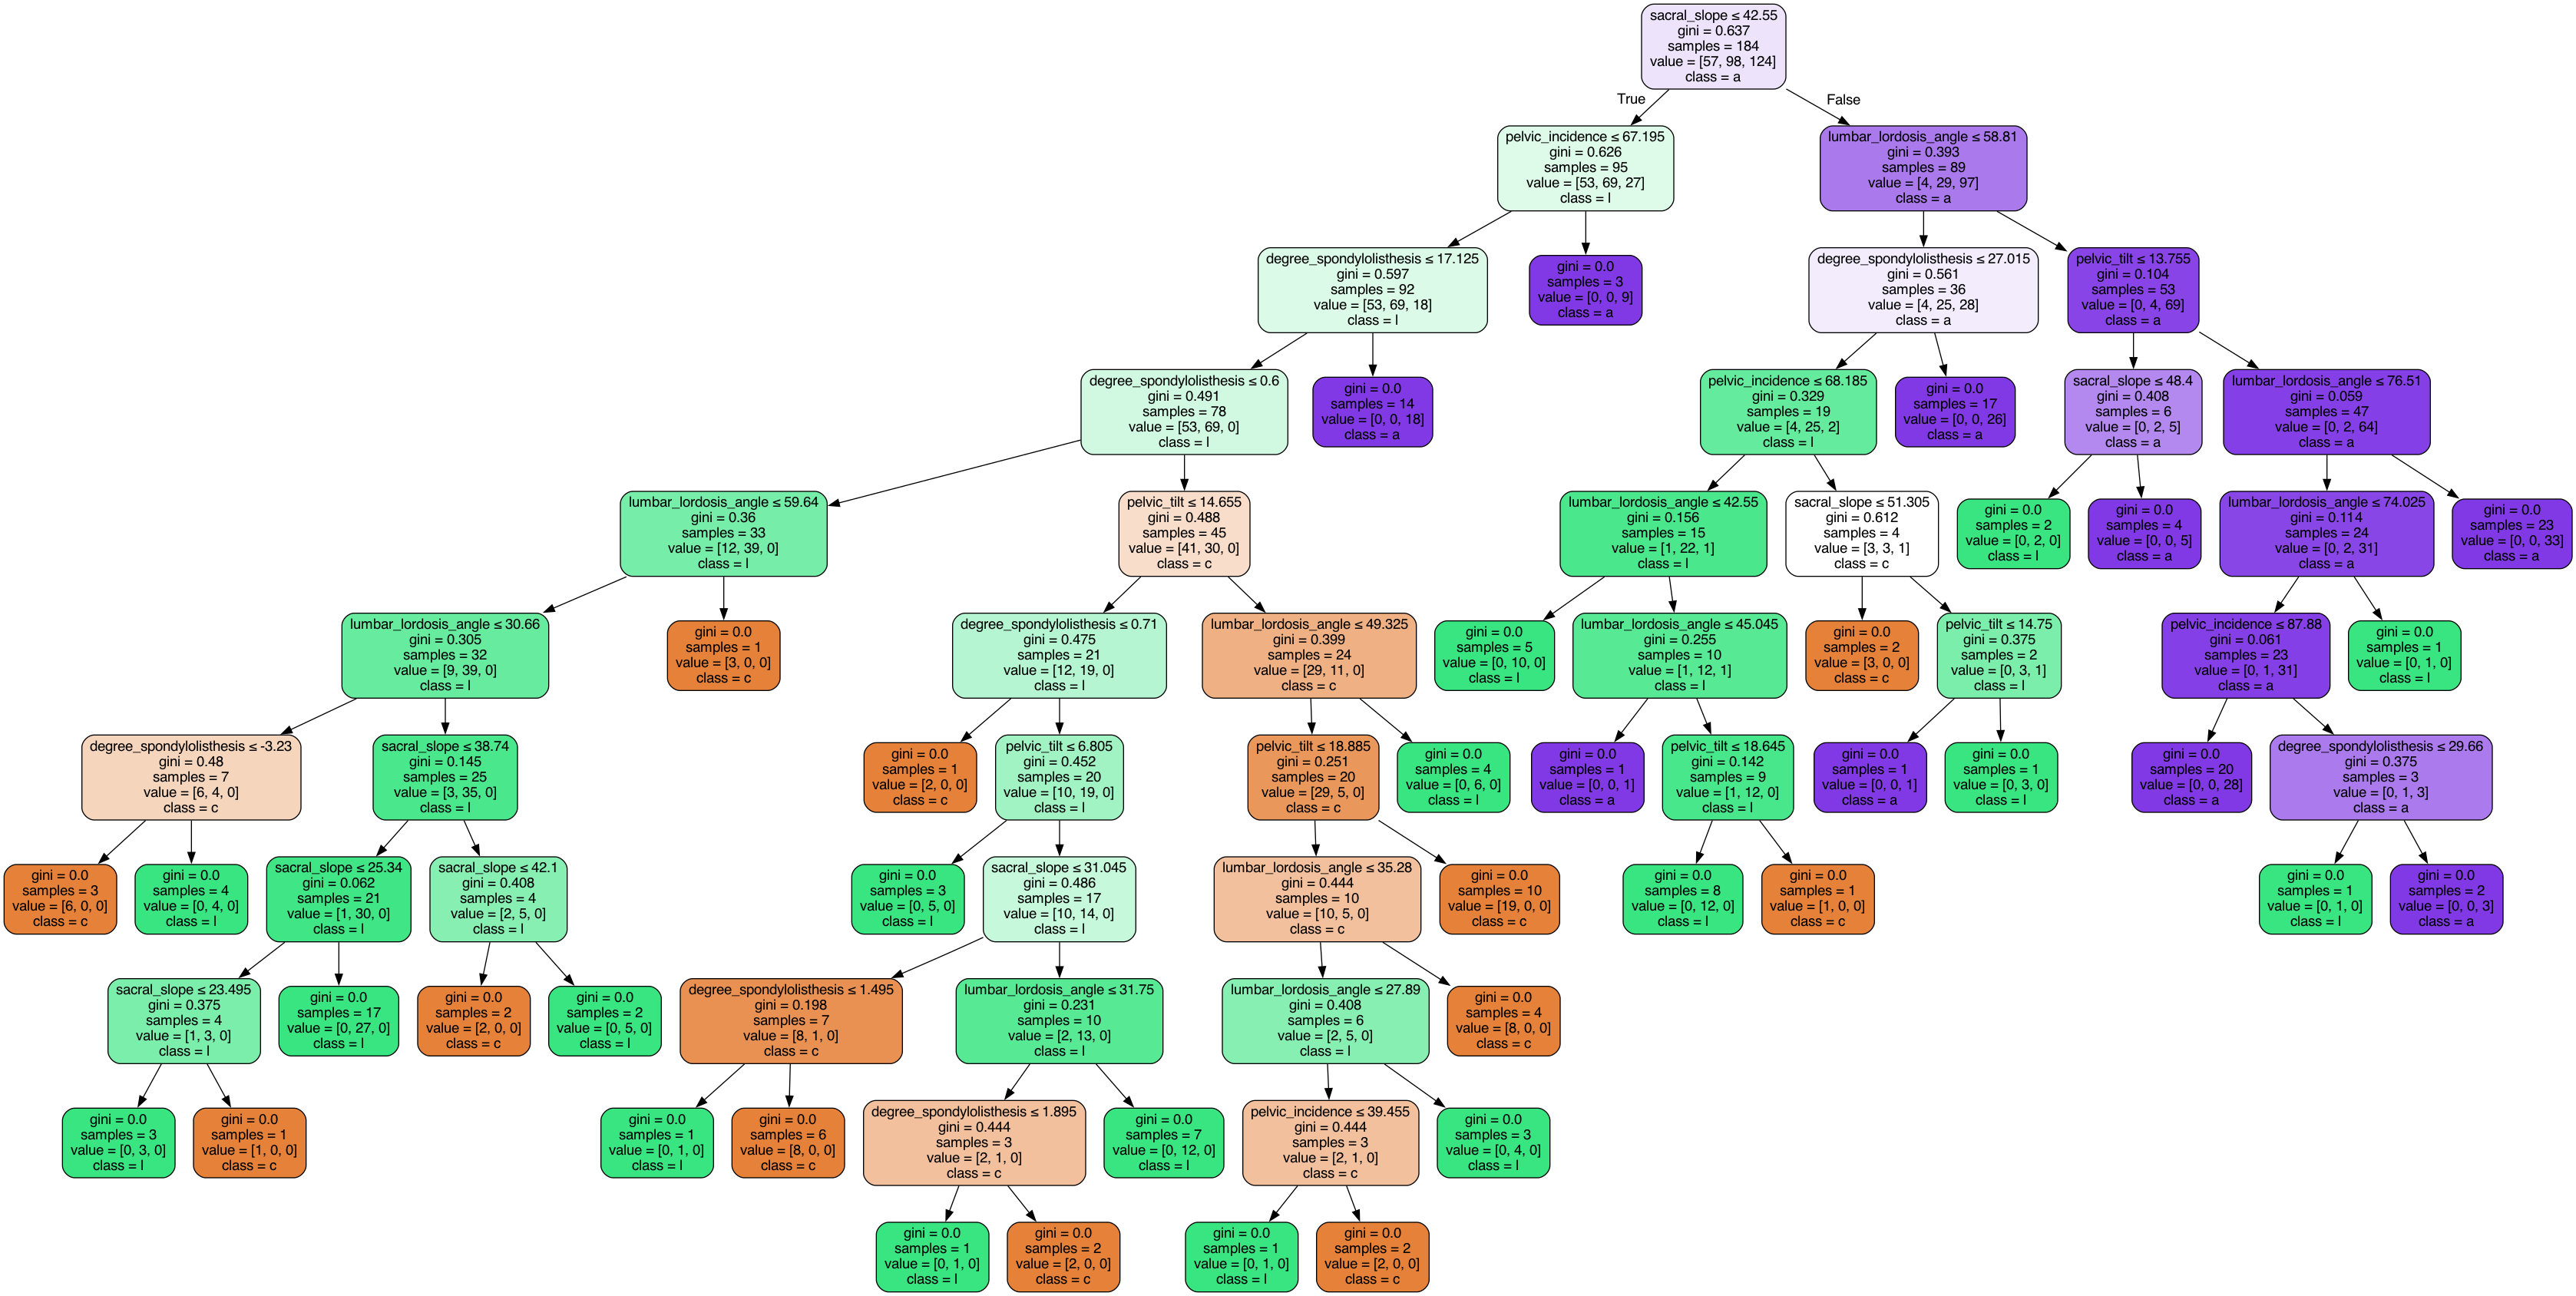 sacral_slope ≤ 42.55
gini = 0.637
samples = 184
value = [57, 98, 124]
class = a
True
False
pelvic_incidence ≤ 67.195
gini = 0.626
samples = 95
value = [53, 69, 27]
class = l
lumbar_lordosis_angle ≤ 58.81
gini = 0.393
samples = 89
value = [4, 29, 97]
class = a
degree_spondylolisthesis ≤ 17.125
gini = 0.597
samples = 92
value = [53, 69, 18]
class = l
gini = 0.0
samples = 3
value = [0, 0, 9]
class = a
degree_spondylolisthesis ≤ 27.015
gini = 0.561
samples = 36
value = [4, 25, 28]
class = a
pelvic_tilt ≤ 13.755
gini = 0.104
samples = 53
value = [0, 4, 69]
class = a
degree_spondylolisthesis ≤ 0.6
gini = 0.491
samples = 78
value = [53, 69, 0]
class = l
gini = 0.0
samples = 14
value = [0, 0, 18]
class = a
pelvic_incidence ≤ 68.185
gini = 0.329
samples = 19
value = [4, 25, 2]
class = l
gini = 0.0
samples = 17
value = [0, 0, 26]
class = a
sacral_slope ≤ 48.4
gini = 0.408
samples = 6
value = [0, 2, 5]
class = a
lumbar_lordosis_angle ≤ 76.51
gini = 0.059
samples = 47
value = [0, 2, 64]
class = a
lumbar_lordosis_angle ≤ 59.64
gini = 0.36
samples = 33
value = [12, 39, 0]
class = l
pelvic_tilt ≤ 14.655
gini = 0.488
samples = 45
value = [41, 30, 0]
class = c
lumbar_lordosis_angle ≤ 42.55
gini = 0.156
samples = 15
value = [1, 22, 1]
class = l
sacral_slope ≤ 51.305
gini = 0.612
samples = 4
value = [3, 3, 1]
class = c
gini = 0.0
samples = 2
value = [0, 2, 0]
class = l
gini = 0.0
samples = 4
value = [0, 0, 5]
class = a
lumbar_lordosis_angle ≤ 74.025
gini = 0.114
samples = 24
value = [0, 2, 31]
class = a
gini = 0.0
samples = 23
value = [0, 0, 33]
class = a
lumbar_lordosis_angle ≤ 30.66
gini = 0.305
samples = 32
value = [9, 39, 0]
class = l
gini = 0.0
samples = 1
value = [3, 0, 0]
class = c
degree_spondylolisthesis ≤ 0.71
gini = 0.475
samples = 21
value = [12, 19, 0]
class = l
lumbar_lordosis_angle ≤ 49.325
gini = 0.399
samples = 24
value = [29, 11, 0]
class = c
gini = 0.0
samples = 5
value = [0, 10, 0]
class = l
lumbar_lordosis_angle ≤ 45.045
gini = 0.255
samples = 10
value = [1, 12, 1]
class = l
gini = 0.0
samples = 2
value = [3, 0, 0]
class = c
pelvic_tilt ≤ 14.75
gini = 0.375
samples = 2
value = [0, 3, 1]
class = l
pelvic_incidence ≤ 87.88
gini = 0.061
samples = 23
value = [0, 1, 31]
class = a
gini = 0.0
samples = 1
value = [0, 1, 0]
class = l
degree_spondylolisthesis ≤ -3.23
gini = 0.48
samples = 7
value = [6, 4, 0]
class = c
sacral_slope ≤ 38.74
gini = 0.145
samples = 25
value = [3, 35, 0]
class = l
gini = 0.0
samples = 1
value = [2, 0, 0]
class = c
pelvic_tilt ≤ 6.805
gini = 0.452
samples = 20
value = [10, 19, 0]
class = l
pelvic_tilt ≤ 18.885
gini = 0.251
samples = 20
value = [29, 5, 0]
class = c
gini = 0.0
samples = 4
value = [0, 6, 0]
class = l
gini = 0.0
samples = 1
value = [0, 0, 1]
class = a
pelvic_tilt ≤ 18.645
gini = 0.142
samples = 9
value = [1, 12, 0]
class = l
gini = 0.0
samples = 1
value = [0, 0, 1]
class = a
gini = 0.0
samples = 1
value = [0, 3, 0]
class = l
gini = 0.0
samples = 20
value = [0, 0, 28]
class = a
degree_spondylolisthesis ≤ 29.66
gini = 0.375
samples = 3
value = [0, 1, 3]
class = a
gini = 0.0
samples = 3
value = [6, 0, 0]
class = c
gini = 0.0
samples = 4
value = [0, 4, 0]
class = l
sacral_slope ≤ 25.34
gini = 0.062
samples = 21
value = [1, 30, 0]
class = l
sacral_slope ≤ 42.1
gini = 0.408
samples = 4
value = [2, 5, 0]
class = l
gini = 0.0
samples = 3
value = [0, 5, 0]
class = l
sacral_slope ≤ 31.045
gini = 0.486
samples = 17
value = [10, 14, 0]
class = l
lumbar_lordosis_angle ≤ 35.28
gini = 0.444
samples = 10
value = [10, 5, 0]
class = c
gini = 0.0
samples = 10
value = [19, 0, 0]
class = c
gini = 0.0
samples = 8
value = [0, 12, 0]
class = l
gini = 0.0
samples = 1
value = [1, 0, 0]
class = c
gini = 0.0
samples = 1
value = [0, 1, 0]
class = l
gini = 0.0
samples = 2
value = [0, 0, 3]
class = a
sacral_slope ≤ 23.495
gini = 0.375
samples = 4
value = [1, 3, 0]
class = l
gini = 0.0
samples = 17
value = [0, 27, 0]
class = l
gini = 0.0
samples = 2
value = [2, 0, 0]
class = c
gini = 0.0
samples = 2
value = [0, 5, 0]
class = l
degree_spondylolisthesis ≤ 1.495
gini = 0.198
samples = 7
value = [8, 1, 0]
class = c
lumbar_lordosis_angle ≤ 31.75
gini = 0.231
samples = 10
value = [2, 13, 0]
class = l
lumbar_lordosis_angle ≤ 27.89
gini = 0.408
samples = 6
value = [2, 5, 0]
class = l
gini = 0.0
samples = 4
value = [8, 0, 0]
class = c
gini = 0.0
samples = 3
value = [0, 3, 0]
class = l
gini = 0.0
samples = 1
value = [1, 0, 0]
class = c
gini = 0.0
samples = 1
value = [0, 1, 0]
class = l
gini = 0.0
samples = 6
value = [8, 0, 0]
class = c
degree_spondylolisthesis ≤ 1.895
gini = 0.444
samples = 3
value = [2, 1, 0]
class = c
gini = 0.0
samples = 7
value = [0, 12, 0]
class = l
pelvic_incidence ≤ 39.455
gini = 0.444
samples = 3
value = [2, 1, 0]
class = c
gini = 0.0
samples = 3
value = [0, 4, 0]
class = l
gini = 0.0
samples = 1
value = [0, 1, 0]
class = l
gini = 0.0
samples = 2
value = [2, 0, 0]
class = c
gini = 0.0
samples = 1
value = [0, 1, 0]
class = l
gini = 0.0
samples = 2
value = [2, 0, 0]
class = c